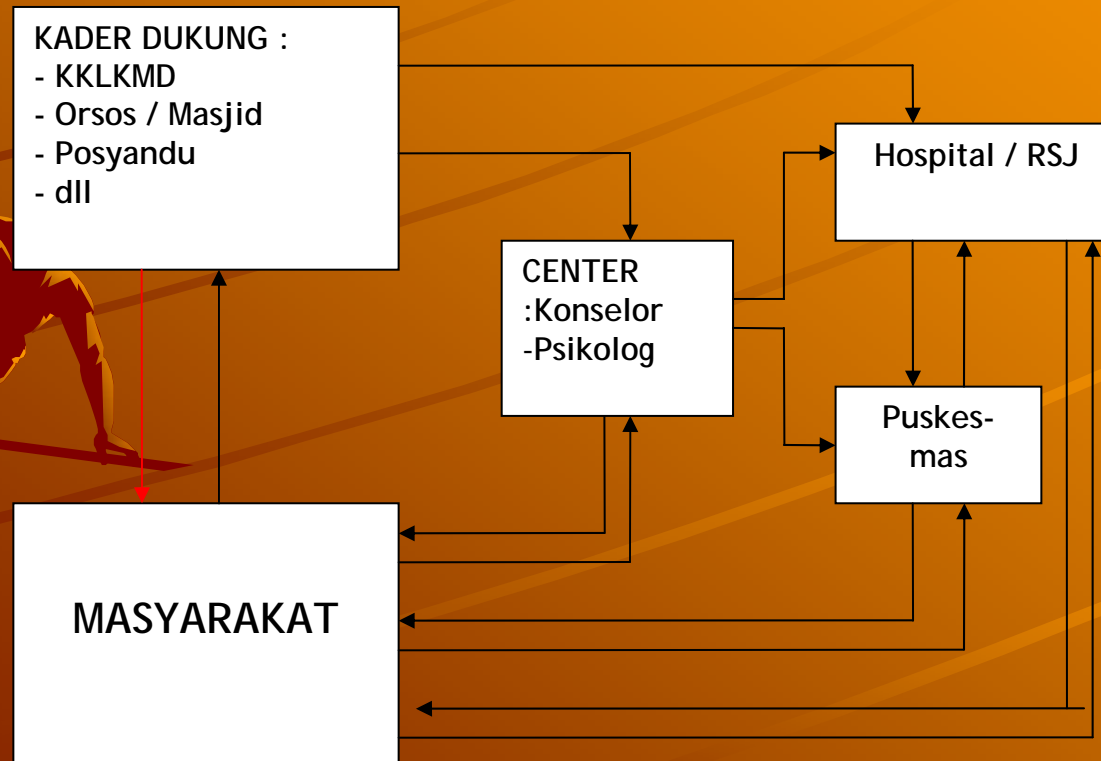 KADER DUKUNG :
- KKLKMD
- Orsos / Masjid
- Posyandu
- dll
Hospital / RSJ
CENTER
:Konselor
-Psikolog
Puskes-
mas
MASYARAKAT